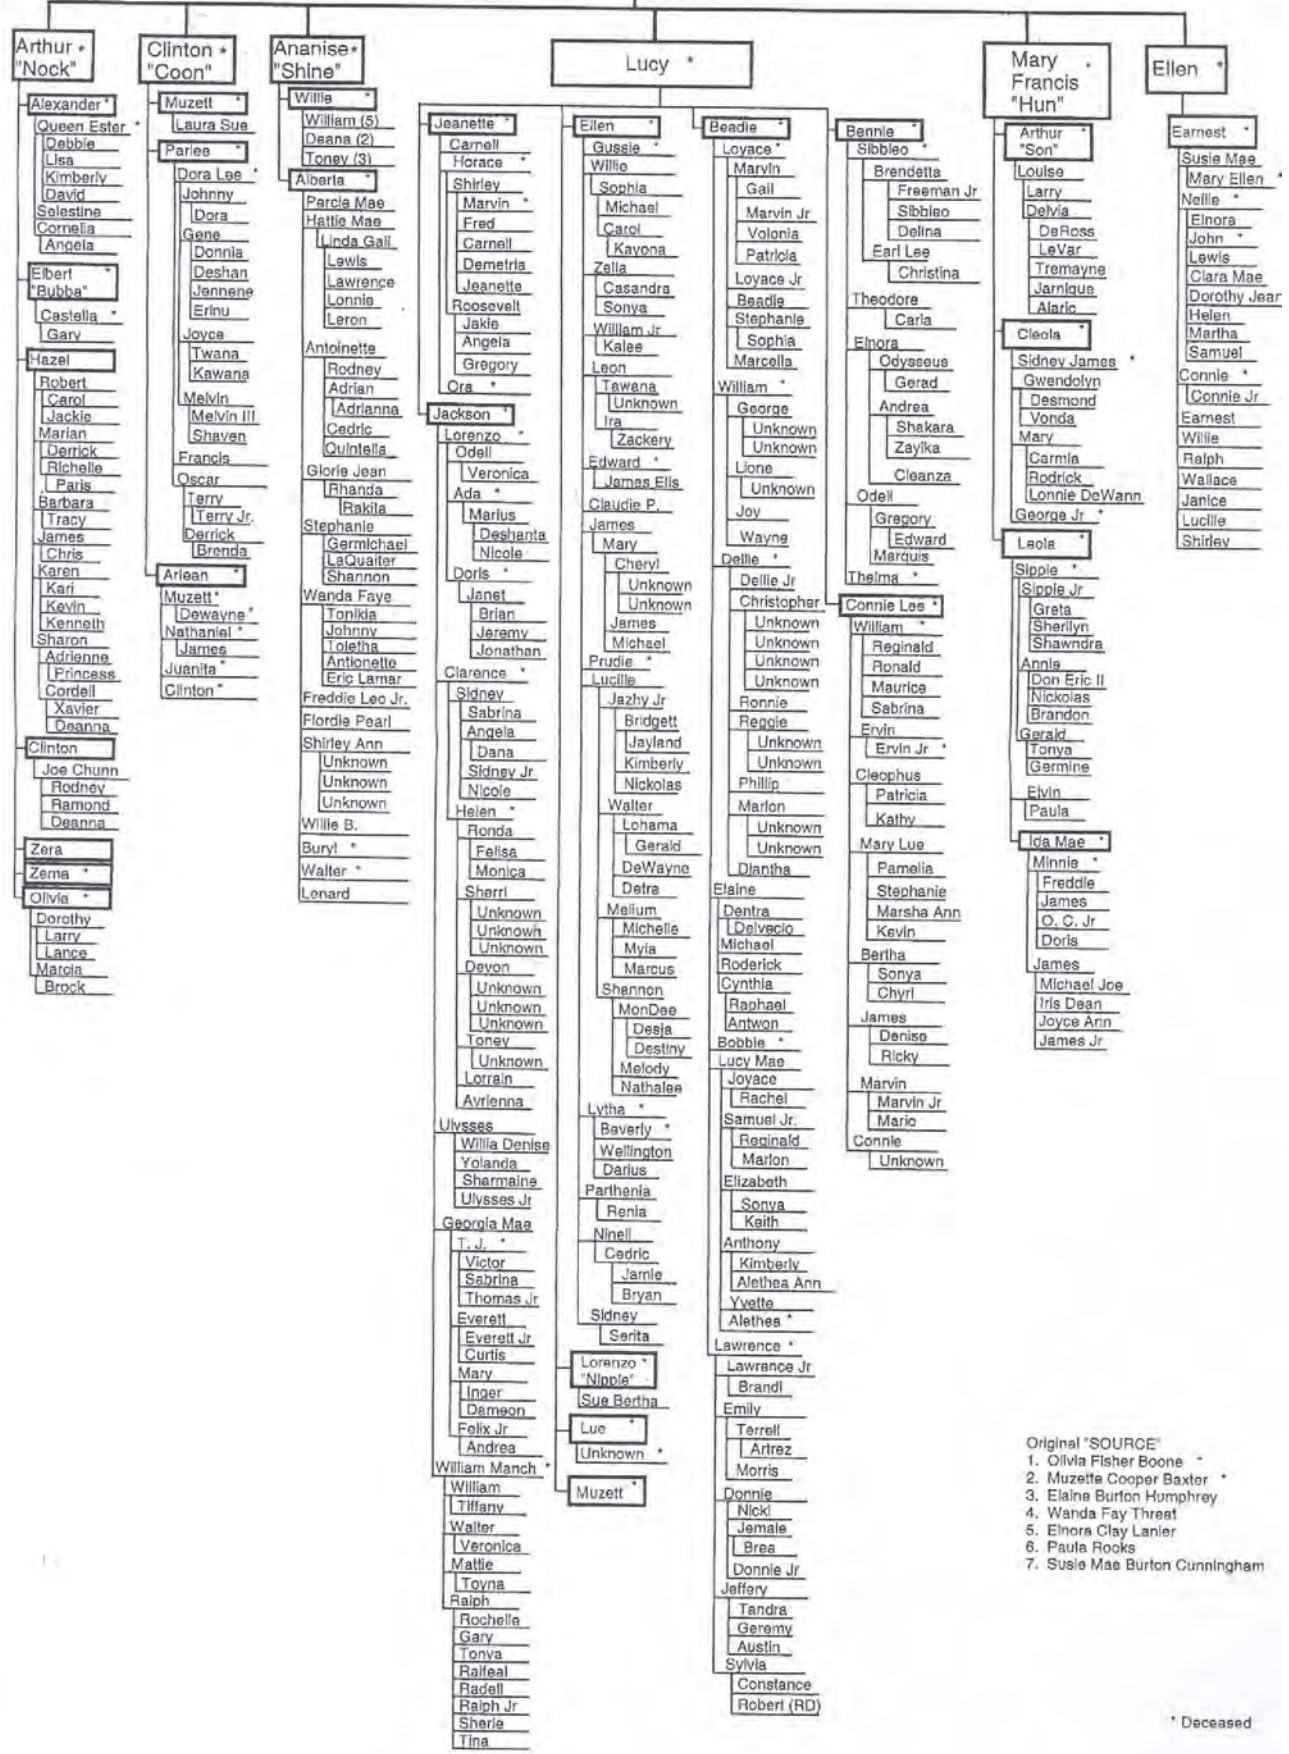 Arthur *
"Nock"
Alexander *
Queen Ester *
Debbie
Lisa
Kimberly
David
Selestine
Cornelia
Angela
Elbert *
"Bubba"
Castella *
Gary
Hazel
Robert
Carol
Jackie
Marian
Derrick
Richelle
Paris
Barbara
Tracy
James
Chris
Karen
Kari
Kevin
Kenneth
Sharon
Adrienne
Princess
Cordell
Xavier
Deanna
Clinton
Joe Chunn
Rodney
Ramond
Deanna
Zera
Zema *
Olivia *
Dorothy
Larry
Lance
Marcia
Brock
Clinton *
"Coon"
Muzett *
Laura Sue
Parlee *
Dora Lee *
Johnny
Dora
Gene
Donnia
Deshan
Jennene
Erinu
Joyce
Twana
Kawana
Melvin
Melvin III
Shaven
Francis
Oscar
Terry
Terry Jr.
Derrick
Brenda
Arlean *
Muzett *
Dewayne *
Nathaniel *
James
Juanita *
Clinton *
Ananise *
"Shine"
Willie *
William (5)
Deana (2)
Toney (3)
Alberta *
Parcie Mae
Hattie Mae
Linda Gail
Lewis
Lawrence
Lonnie
Leron
Antoinette
Rodney
Adrian
Adrianna
Cedric
Quintella
Glorie Jean
Rhanda
Rakita
Stephanie
Germichael
LaQuaiter
Shannon
Wanda Faye
Tonikia
Johnny
Toletha
Antionette
Eric Lamar
Freddie Leo Jr.
Flordie Pearl
Shirley Ann
Unknown
Unknown
Unknown
Willie B.
Buryl *
Walter *
Lenard
Lucy *
Jeanette *
Carnell
Horace *
Shirley
Marvin *
Fred
Carnell
Demetria
Jeanette
Roosevelt
Jakie
Angela
Gregory
Ora *
Jackson *
Lorenzo *
Odell
Veronica
Ada *
Marius
Deshanta
Nicole
Doris *
Janet
Brian
Jeremy
Jonathan
Clarence *
Sidney
Sabrina
Angela
Dana
Sidney Jr
Nicole
Helen *
Ronda
Felisa
Monica
Sherri
Unknown
Unknown
Unknown
Devon
Unknown
Unknown
Unknown
Toney
Unknown
Lorrain
Avrienna
Ulysses
Willia Denise
Yolanda
Sharmaine
Ulysses Jr
Georgia Mae
T. J. *
Victor
Sabrina
Thomas Jr
Everett
Everett Jr
Curtis
Mary
Inger
Dameon
Felix Jr
Andrea
William Manch *
William
Tiffany
Walter
Veronica
Mattie
Toyna
Ralph
Rochelle
Gary
Tonya
Ralfeal
Radell
Ralph Jr
Sherie
Tina
Ellen *
Gussie *
Willie
Sophia
Michael
Carol
Kavona
Zella
Casandra
Sonya
William Jr
Kalee
Leon
Tawana
Unknown
Ira
Zackery
Edward *
James Elis
Claudie P.
James
Mary
Cheryl
Unknown
Unknown
James
Michael
Prudie *
Lucille
Jazhy Jr
Bridgett
Jayland
Kimberly
Nickolas
Walter
Lohama
Gerald
DeWayne
Detra
Melium
Michelle
Myia
Marcus
Shannon
MonDee
Desia
Destiny
Melody
Nathalee
Lytha *
Beverly *
Wellington
Darius
Parthenia
Renia
Ninell
Cedric
Jamie
Bryan
Sidney
Serita
Lorenzo *
"Nipple"
Sue Bertha
Lue *
Unknown *
Muzett *
Beadie *
Loyace *
Marvin
Gail
Marvin Jr
Volonia
Patricia
Loyace Jr
Beadie
Stephanie
Sophia
Marcella
William *
George
Unknown
Unknown
Lione
Unknown
Joy
Wayne
Dellie *
Dellie Jr
Christopher
Unknown
Unknown
Unknown
Unknown
Ronnie
Reggie
Unknown
Unknown
Phillip
Marlon
Unknown
Unknown
Diantha
Elaine
Dentra
Delvecio
Michael
Roderick
Cynthia
Raphael
Antwon
Bobbie *
Lucy Mae
Joyace
Rachel
Samuel Jr.
Reginald
Marlon
Elizabeth
Sonya
Keith
Anthony
Kimberly
Alethea Ann
Yvette
Alethea *
Lawrence *
Lawrence Jr
Brandi
Emily
Terrell
Artrez
Morris
Donnie
Nicki
Jemale
Brea
Donnie Jr
Jeffery
Tandra
Geremy
Austin
Sylvia
Constance
Robert (RD)
Bennie *
Sibbleo *
Brendetta
Freeman Jr
Sibbleo
Delina
Earl Lee
Christina
Theodore
Carla
Elnora
Odysseus
Gerad
Andrea
Shakara
Zayika
Cleanza
Odell
Gregory
Edward
Marquis
Thelma *
Connie Lee *
William *
Reginald
Ronald
Maurice
Sabrina
Ervin
Ervin Jr *
Cleophus
Patricia
Kathy
Mary Lue
Pamelia
Stephanie
Marsha Ann
Kevin
Bertha
Sonya
Chyrl
James
Denise
Ricky
Marvin
Marvin Jr
Mario
Connie
Unknown
Mary *
Francis
"Hun"
Arthur *
"Son"
Louise
Larry
Delvia
DeRoss
LeVar
Tremayne
Jarnique
Alaric
Cleola *
Sidney James *
Gwendolyn
Desmond
Vonda
Mary
Carmia
Rodrick
Lonnie DeWann
George Jr *
Leola *
Sippie *
Sippie Jr
Greta
Sherilyn
Shawndra
Annie
Don Eric II
Nickolas
Brandon
Gerald
Tonya
Germine
Elvin
Paula
Ida Mae *
Minnie *
Freddie
James
O. C. Jr
Doris
James
Michael Joe
Iris Dean
Joyce Ann
James Jr
Ellen *
Earnest *
Susie Mae
Mary Ellen *
Nellie *
Elnora
John *
Lewis
Clara Mae
Dorothy Jean
Helen
Martha
Samuel
Connie *
Connie Jr
Earnest
Willie
Ralph
Wallace
Janice
Lucille
Shirley
Original "SOURCE"
1. Olivia Fisher Boone *
2. Muzette Cooper Baxter *
3. Elaine Burton Humphrey
4. Wanda Fay Threat
5. Elnora Clay Lanier
6. Paula Rooks
7. Susie Mae Burton Cunningham
* Deceased